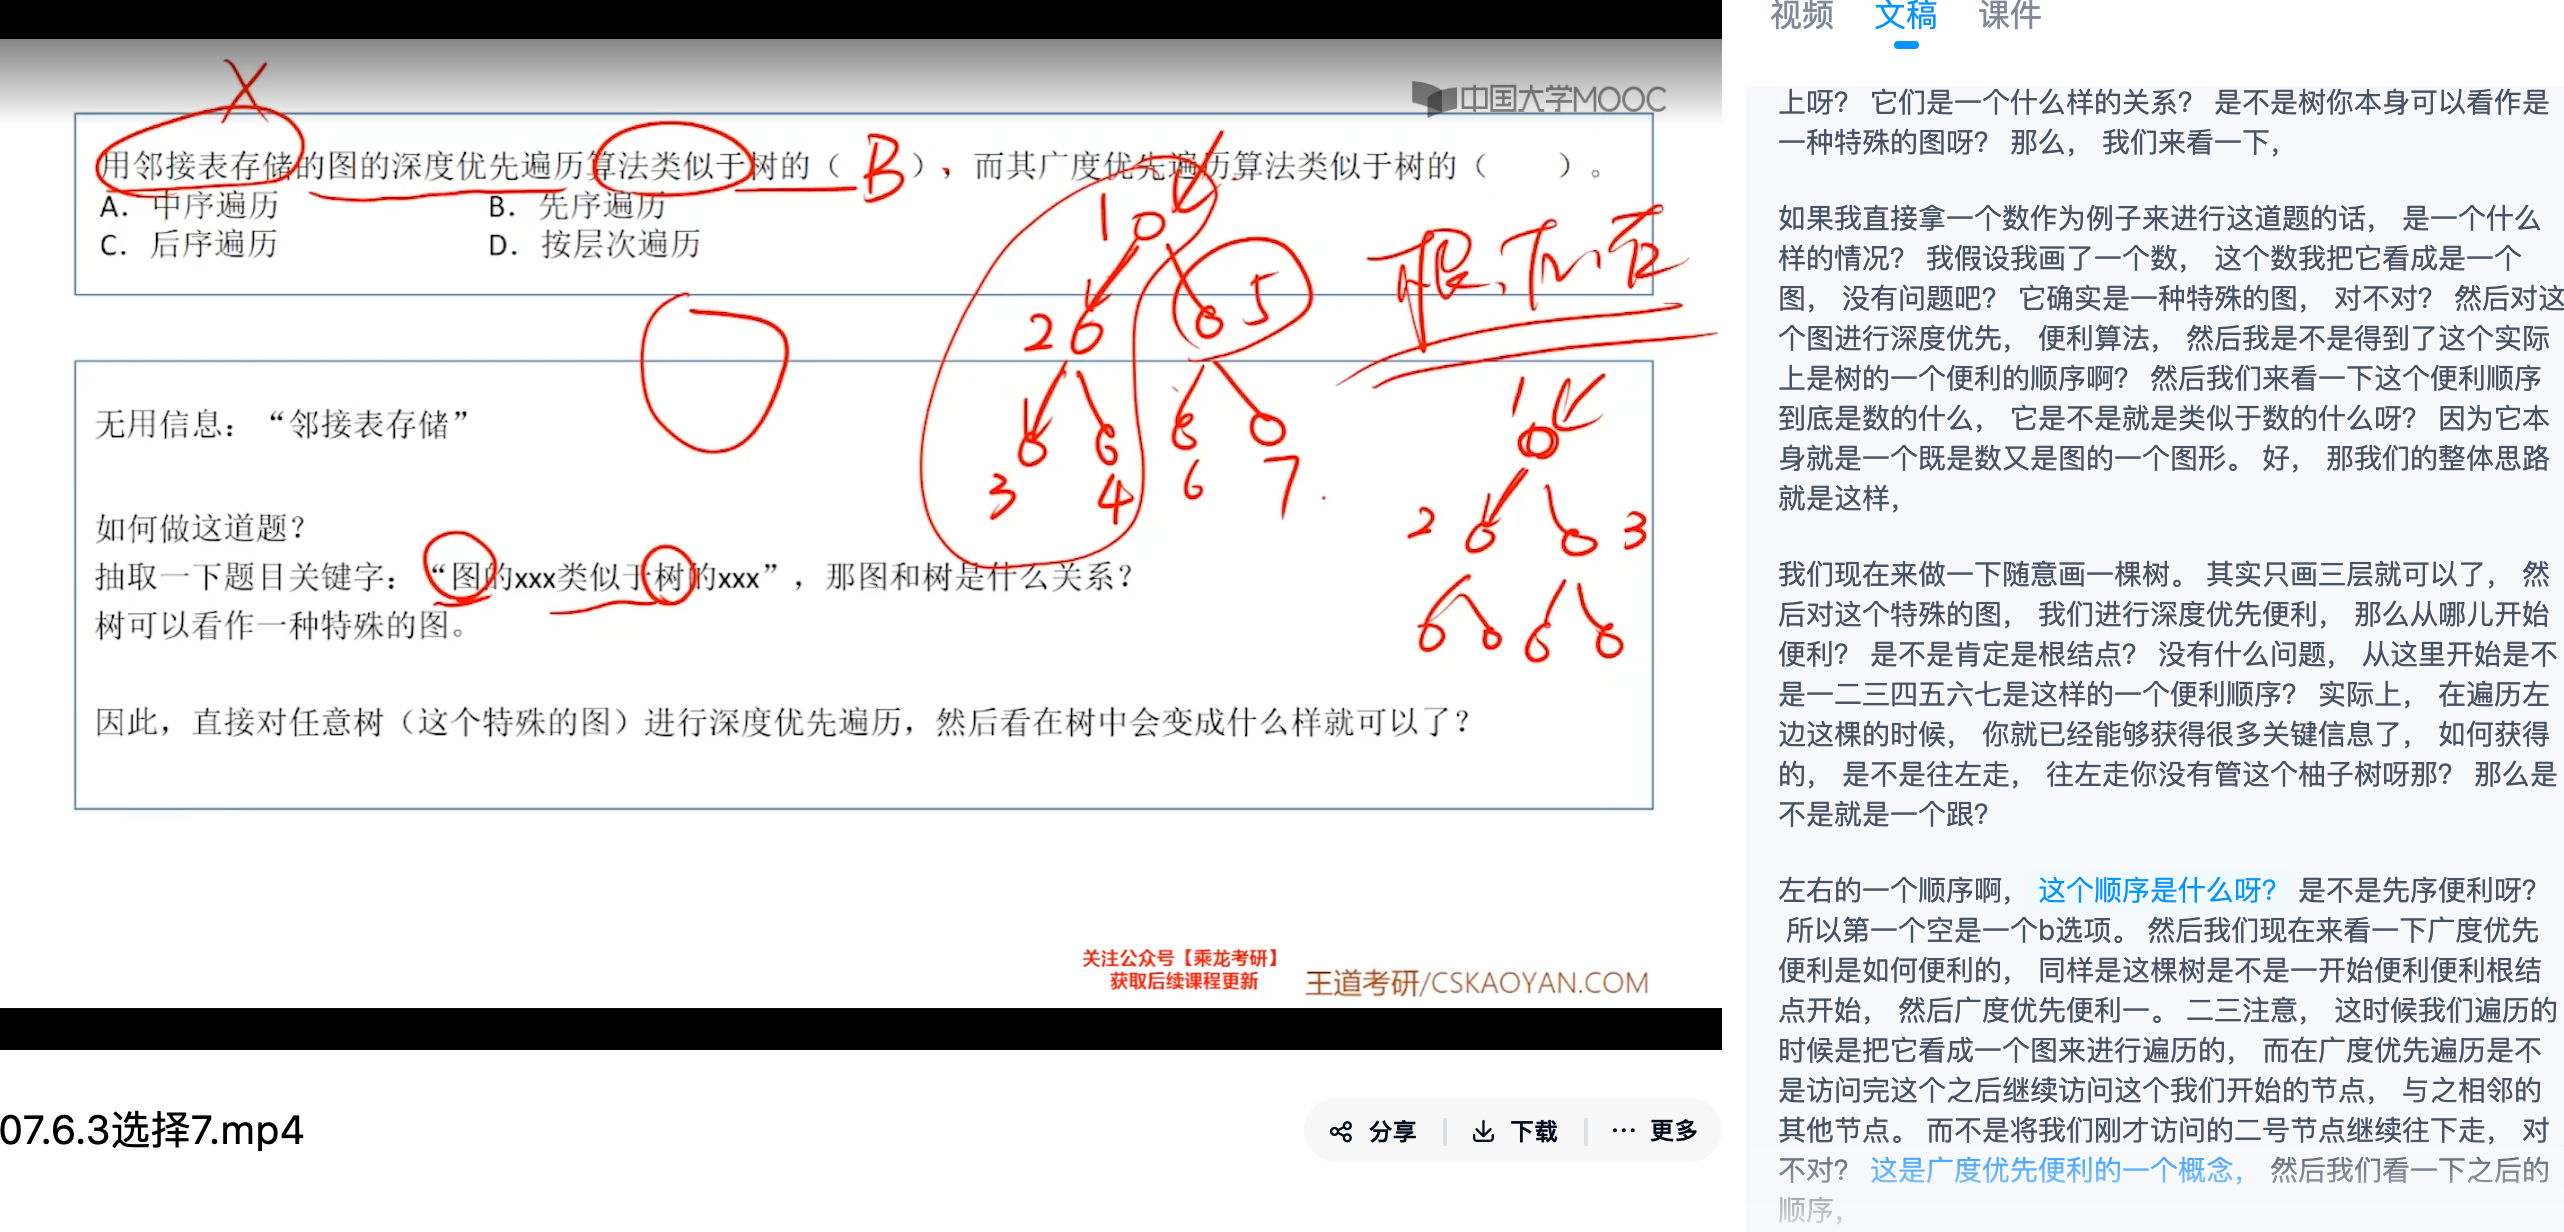 中国大学MOOC
X
用邻接表存储的图的深度优先遍历算法类似于树的（ B ），而其广度优先遍历算法类似于树的（ ）。
A. 中序遍历 B. 先序遍历
C. 后序遍历 D. 按层次遍历
1
2 5
3 4 6 7
根、左、右
1
2 3
无用信息：“邻接表存储”
如何做这道题？
抽取一下题目关键字：“图的xxx类似于树的xxx”，那图和树是什么关系？
树可以看作一种特殊的图。
因此，直接对任意树（这个特殊的图）进行深度优先遍历，然后看在树中会变成什么样就可以了？
关注公众号【乘龙考研】
获取后续课程更新
王道考研/CSKAOYAN.COM
07.6.3选择7.mp4
分享 下载 更多
视频 文稿 课件
上呀？ 它们是一个什么样的关系？ 是不是树你本身可以看作是
一种特殊的图呀？ 那么， 我们来看一下，
如果我直接拿一个数作为例子来进行这道题的话， 是一个什么
样的情况？ 我假设我画了一个数， 这个数我把它看成是一个
图， 没有问题吧？ 它确实是一种特殊的图， 对不对？ 然后对这
个图进行深度优先， 便利算法， 然后我是不是得到了这个实际
上是树的一个便利的顺序啊？ 然后我们来看一下这个便利顺序
到底是数的什么， 它是不是就是类似于数的什么呀？ 因为它本
身就是一个既是数又是图的一个图形。 好， 那我们的整体思路
就是这样，
我们现在来做一下随意画一棵树。 其实只画三层就可以了， 然
后对这个特殊的图， 我们进行深度优先便利， 那么从哪儿开始
便利？ 是不是肯定是根结点？ 没有什么问题， 从这里开始是不
是一二三四五六七是这样的一个便利顺序？ 实际上， 在遍历左
边这棵的时候， 你就已经能够获得很多关键信息了， 如何获得
的， 是不是往左走， 往左走你没有管这个柚子树呀那？ 那么是
不是就是一个跟？
左右的一个顺序啊， 这个顺序是什么呀？ 是不是先序便利呀？
所以第一个空是一个b选项。 然后我们现在来看一下广度优先
便利是如何便利的， 同样是这棵树是不是一开始便利便利根结
点开始， 然后广度优先便利一。 二三注意， 这时候我们遍历的
时候是把它看成一个图来进行遍历的， 而在广度优先遍历是不
是访问完这个之后继续访问这个我们开始的节点， 与之相邻的
其他节点。 而不是将我们刚才访问的二号节点继续往下走， 对
不对？ 这是广度优先便利的一个概念， 然后我们看一下之后的
顺序，